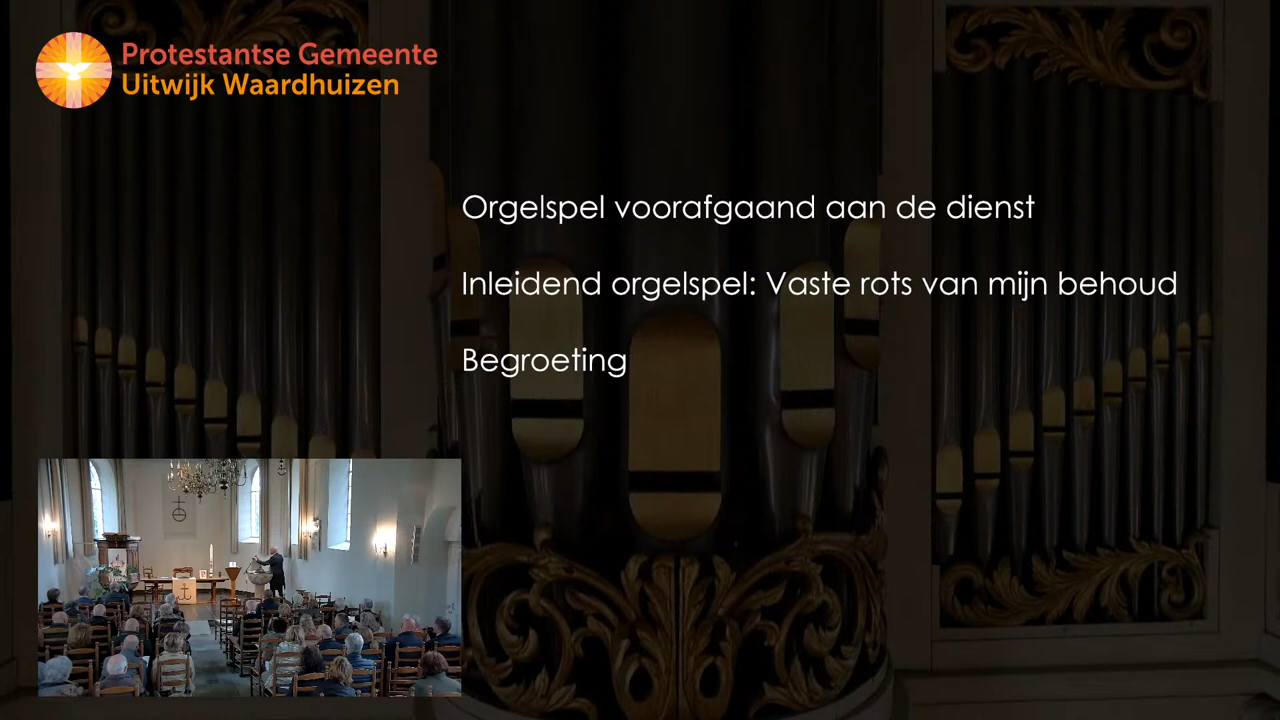 Protestantse Gemeente
Uitwijk Waardhuizen
Orgelspel voorafgaand aan de dienst
Inleidend orgelspel: Vaste rots van mijn behoud
Begroeting